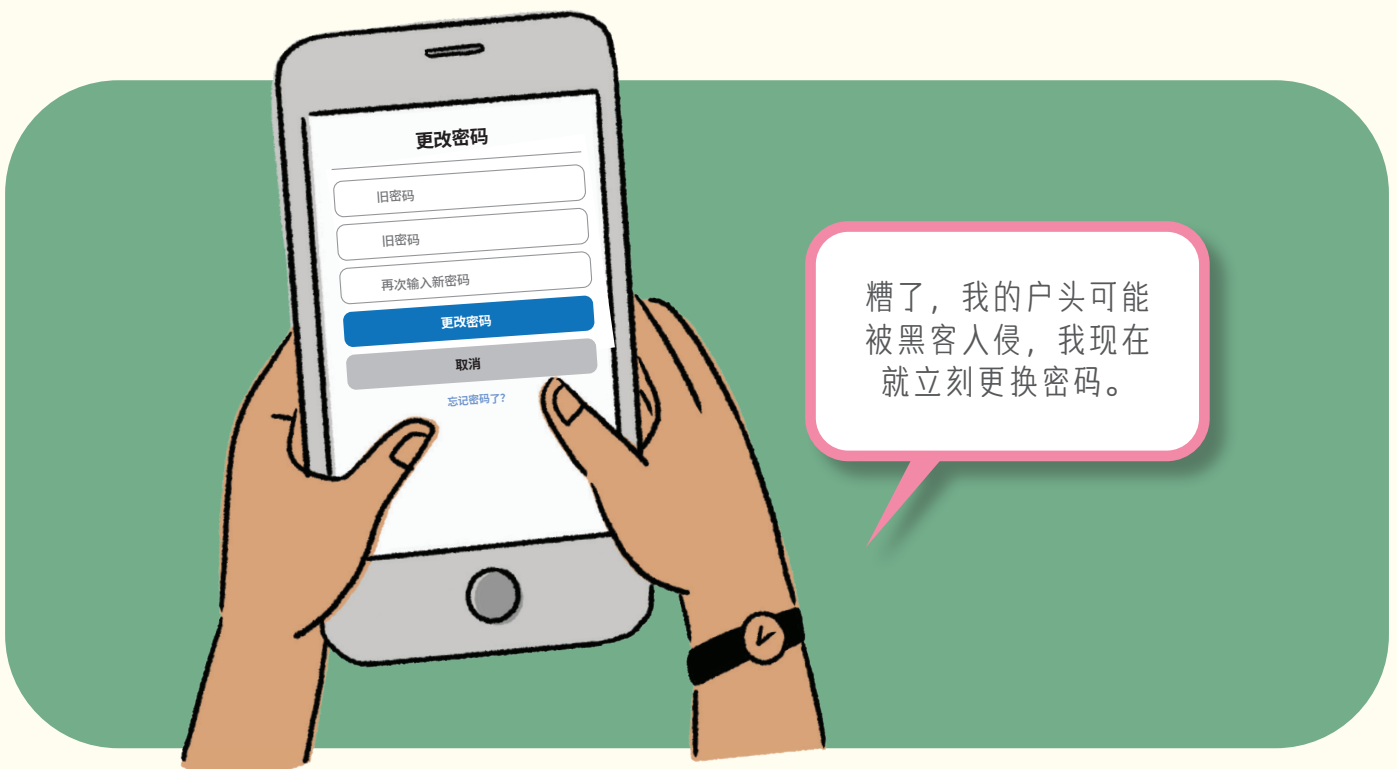 更改密码
旧密码
旧密码
再次输入新密码
更改密码
取消
忘记密码了?
糟了，我的户头可能
被黑客人侵，我现在
就立刻更换密码。